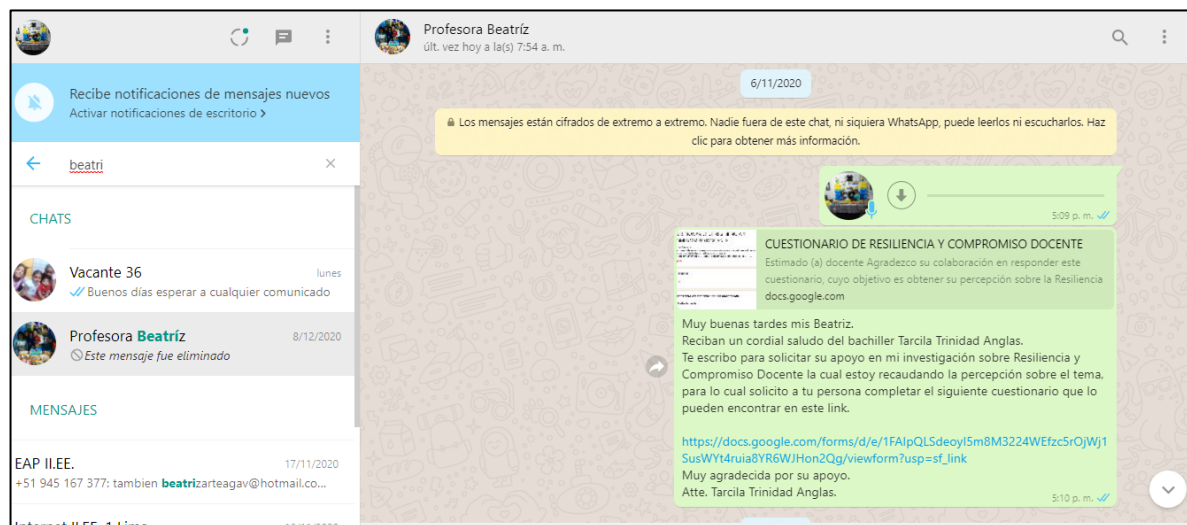 Recibe notificaciones de mensajes nuevos
Activar notificaciones de escritorio >
beatri
CHATS
Vacante 36
lunes
Buenos días esperar a cualquier comunicado
Profesora Beatríz
8/12/2020
Este mensaje fue eliminado
MENSAJES
EAP II.EE.
17/11/2020
+51 945 167 377: tambien beatrizarteagav@hotmail.co...
Profesora Beatríz
últ. vez hoy a la(s) 7:54 a. m.
6/11/2020
Los mensajes están cifrados de extremo a extremo. Nadie fuera de este chat, ni siquiera WhatsApp, puede leerlos ni escucharlos. Haz
clic para obtener más información.
5:09 p. m.
CUESTIONARIO DE RESILIENCIA Y COMPROMISO DOCENTE
Estimado (a) docente Agradezco su colaboración en responder este
cuestionario, cuyo objetivo es obtener su percepción sobre la Resiliencia
docs.google.com
Muy buenas tardes mis Beatriz.
Reciban un cordial saludo del bachiller Tarcila Trinidad Anglas.
Te escribo para solicitar su apoyo en mi investigación sobre Resiliencia y
Compromiso Docente la cual estoy recaudando la percepción sobre el tema,
para lo cual solicito a tu persona completar el siguiente cuestionario que lo
pueden encontrar en este link.
https://docs.google.com/forms/d/e/1FAIpQLSdeoyI5m8M3224WEfzc5rOjWj1
SusWYt4ruia8YR6WJHon2Qg/viewform?usp=sf_link
Muy agradecida por su apoyo.
Atte. Tarcila Trinidad Anglas.
5:10 p. m.